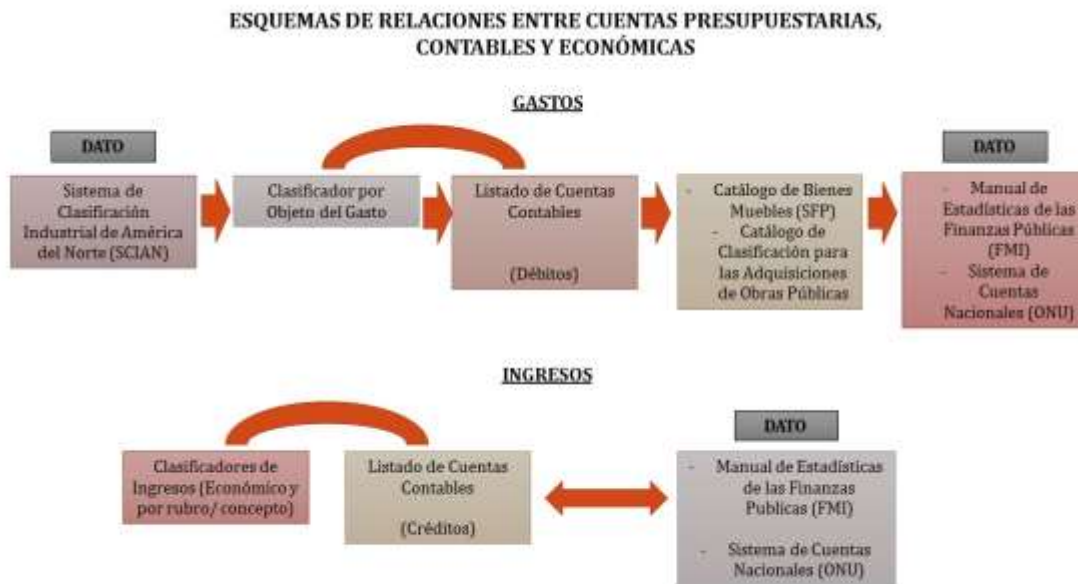 ESQUEMAS DE RELACIONES ENTRE CUENTAS PRESUPUESTARIAS,
CONTABLES Y ECONÓMICAS
GASTOS
DATO
Sistema de
Clasificación
Industrial de América
del Norte (SCIAN)
Clasificador por
Objeto del Gasto
Listado de Cuentas
Contables
(Débitos)
- Catálogo de Bienes
Muebles (SFP)
- Catálogo de
Clasificación para
las Adquisiciones
de Obras Públicas
DATO
- Manual de
Estadísticas de las
Finanzas Públicas
(FMI)
- Sistema de
Cuentas
Nacionales (ONU)
INGRESOS
Clasificadores de
Ingresos (Económico y
por rubro/ concepto)
Listado de Cuentas
Contables
(Créditos)
DATO
- Manual de Estadísticas
de las Finanzas
Publicas (FMI)
- Sistema de Cuentas
Nacionales (ONU)